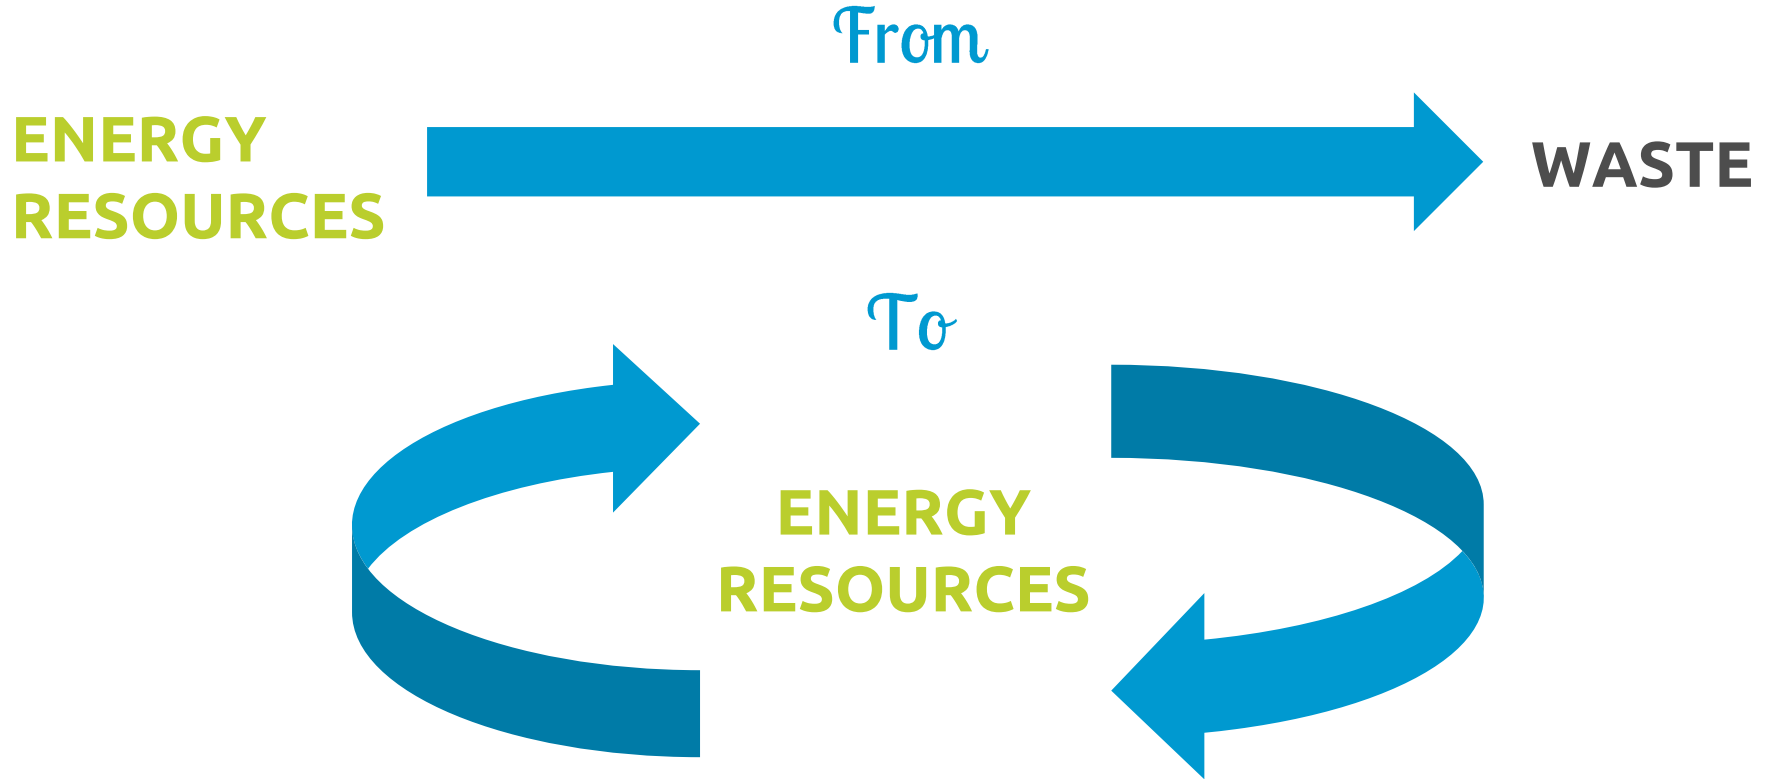 From
ENERGY
RESOURCES
WASTE
To
ENERGY
RESOURCES